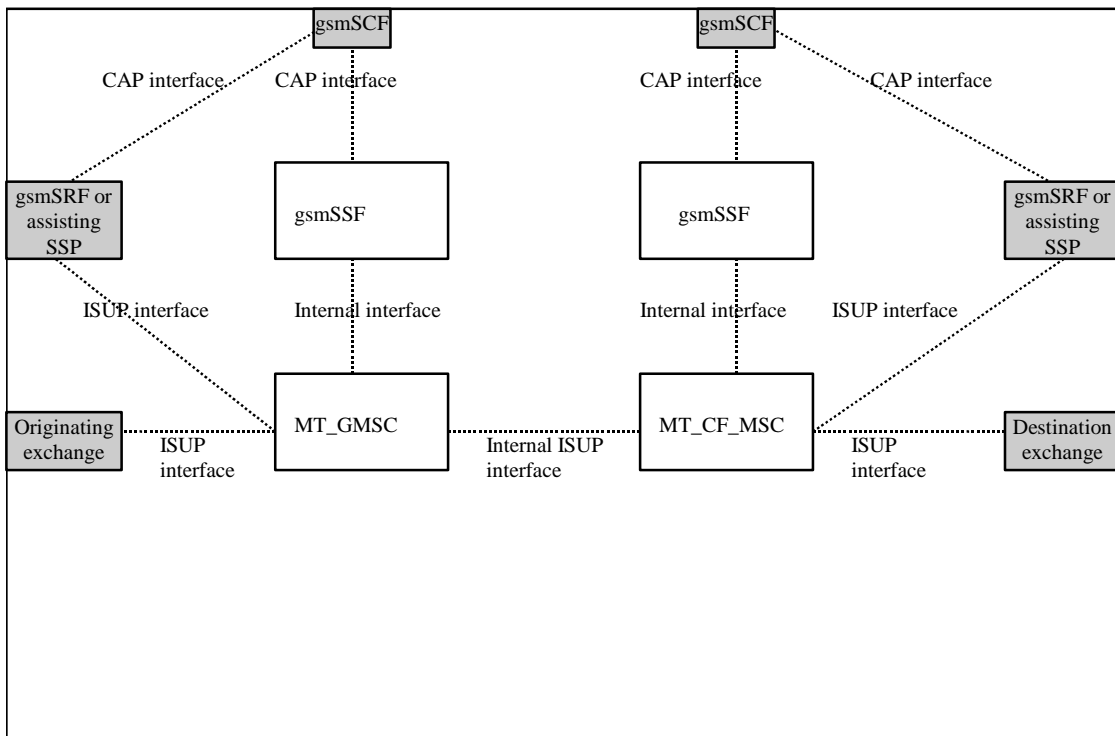 gsmSCF
gsmSCF
CAP interface
CAP interface
CAP interface
CAP interface
gsmSRF or
assisting
SSP
gsmSSF
gsmSSF
gsmSRF or
assisting
SSP
ISUP interface
Internal interface
Internal interface
ISUP interface
Originating
exchange
MT_GMSC
MT_CF_MSC
Destination
exchange
ISUP
interface
Internal ISUP
interface
ISUP
interface